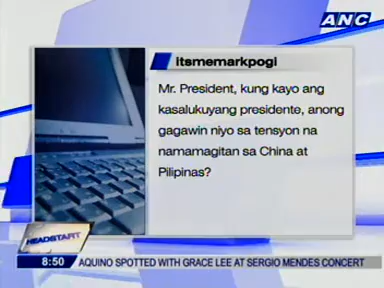 ANC
itsmemarkpogi
Mr. President, kung kayo ang
kasalukuyang presidente, anong
gagawin niyo sa tensyon na
namamagitan sa China at
Pilipinas?
HEADSTART
8:50 AQUINO SPOTTED WITH GRACE LEE AT SERGIO MENDES CONCERT